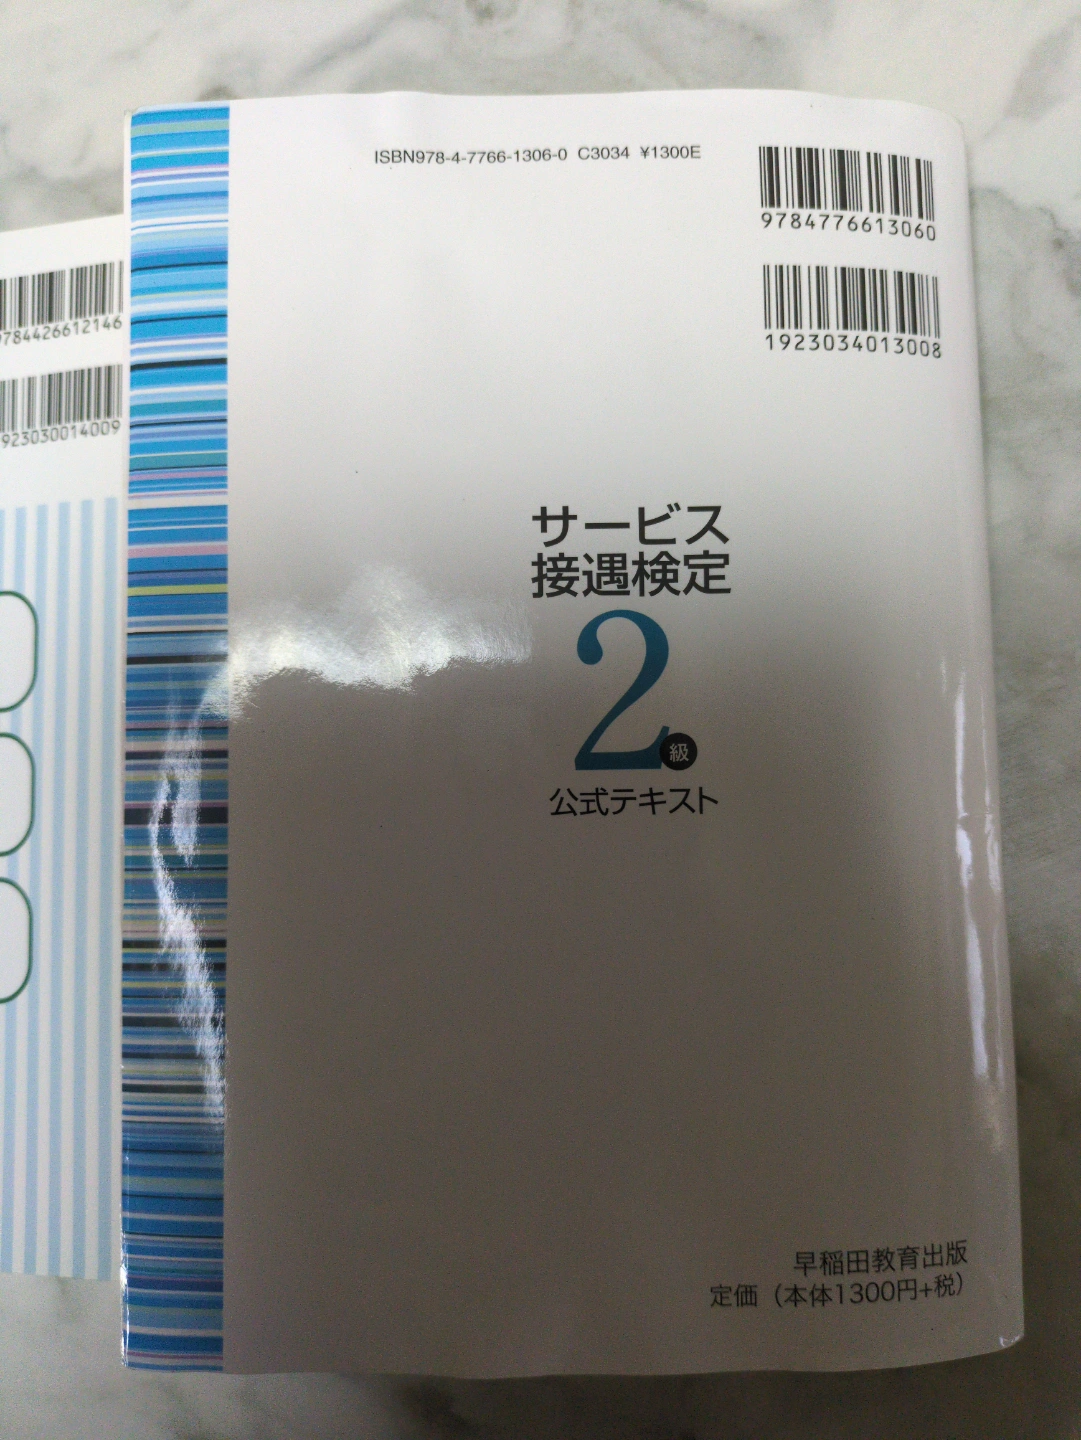 ISBN978-4-7766-1306-0 C3034 ¥1300E
9784776613060
1923034013008
サービス
接遇検定
2級
公式テキスト
早稲田教育出版
定価（本体1300円+税）
9784426612146
923030014009